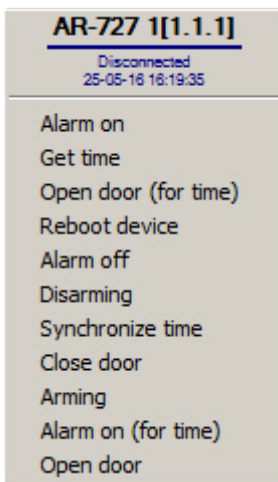 AR-727 1[1.1.1]
Disconnected
25-05-16 16:19:35
Alarm on
Get time
Open door (for time)
Reboot device
Alarm off
Disarming
Synchronize time
Close door
Arming
Alarm on (for time)
Open door